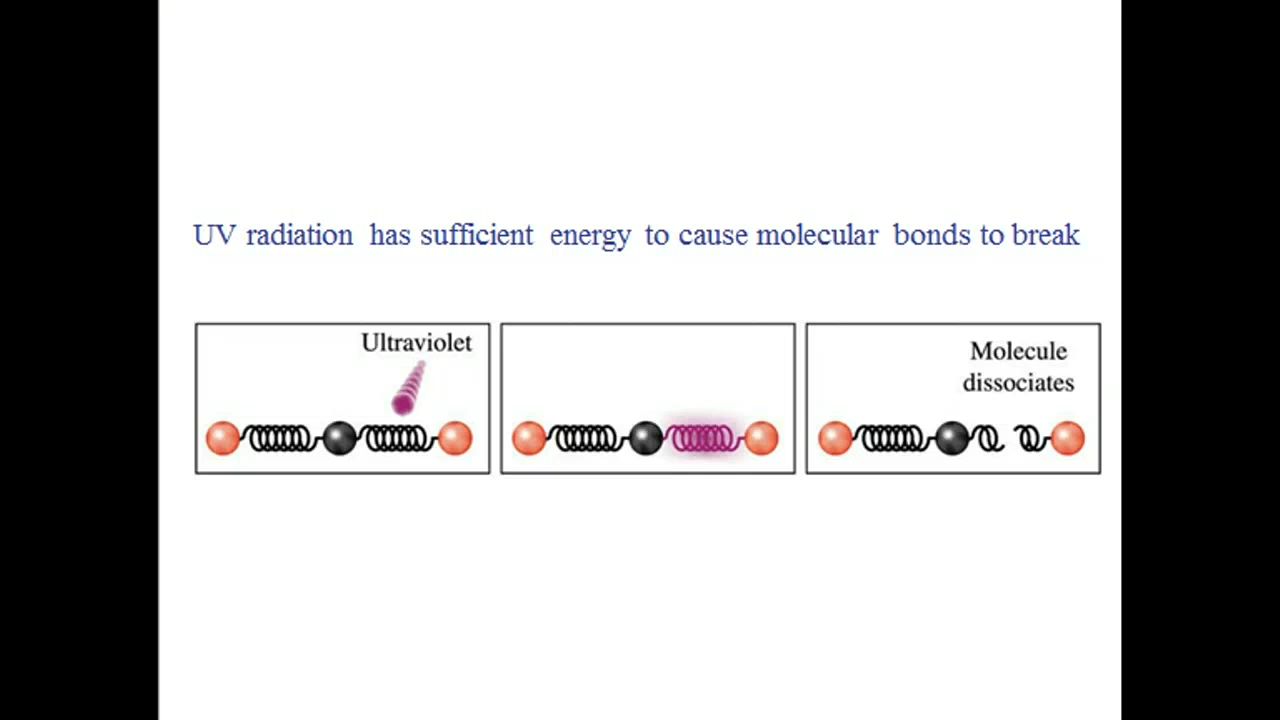 UV radiation has sufficient energy to cause molecular bonds to break
Ultraviolet
Molecule
dissociates